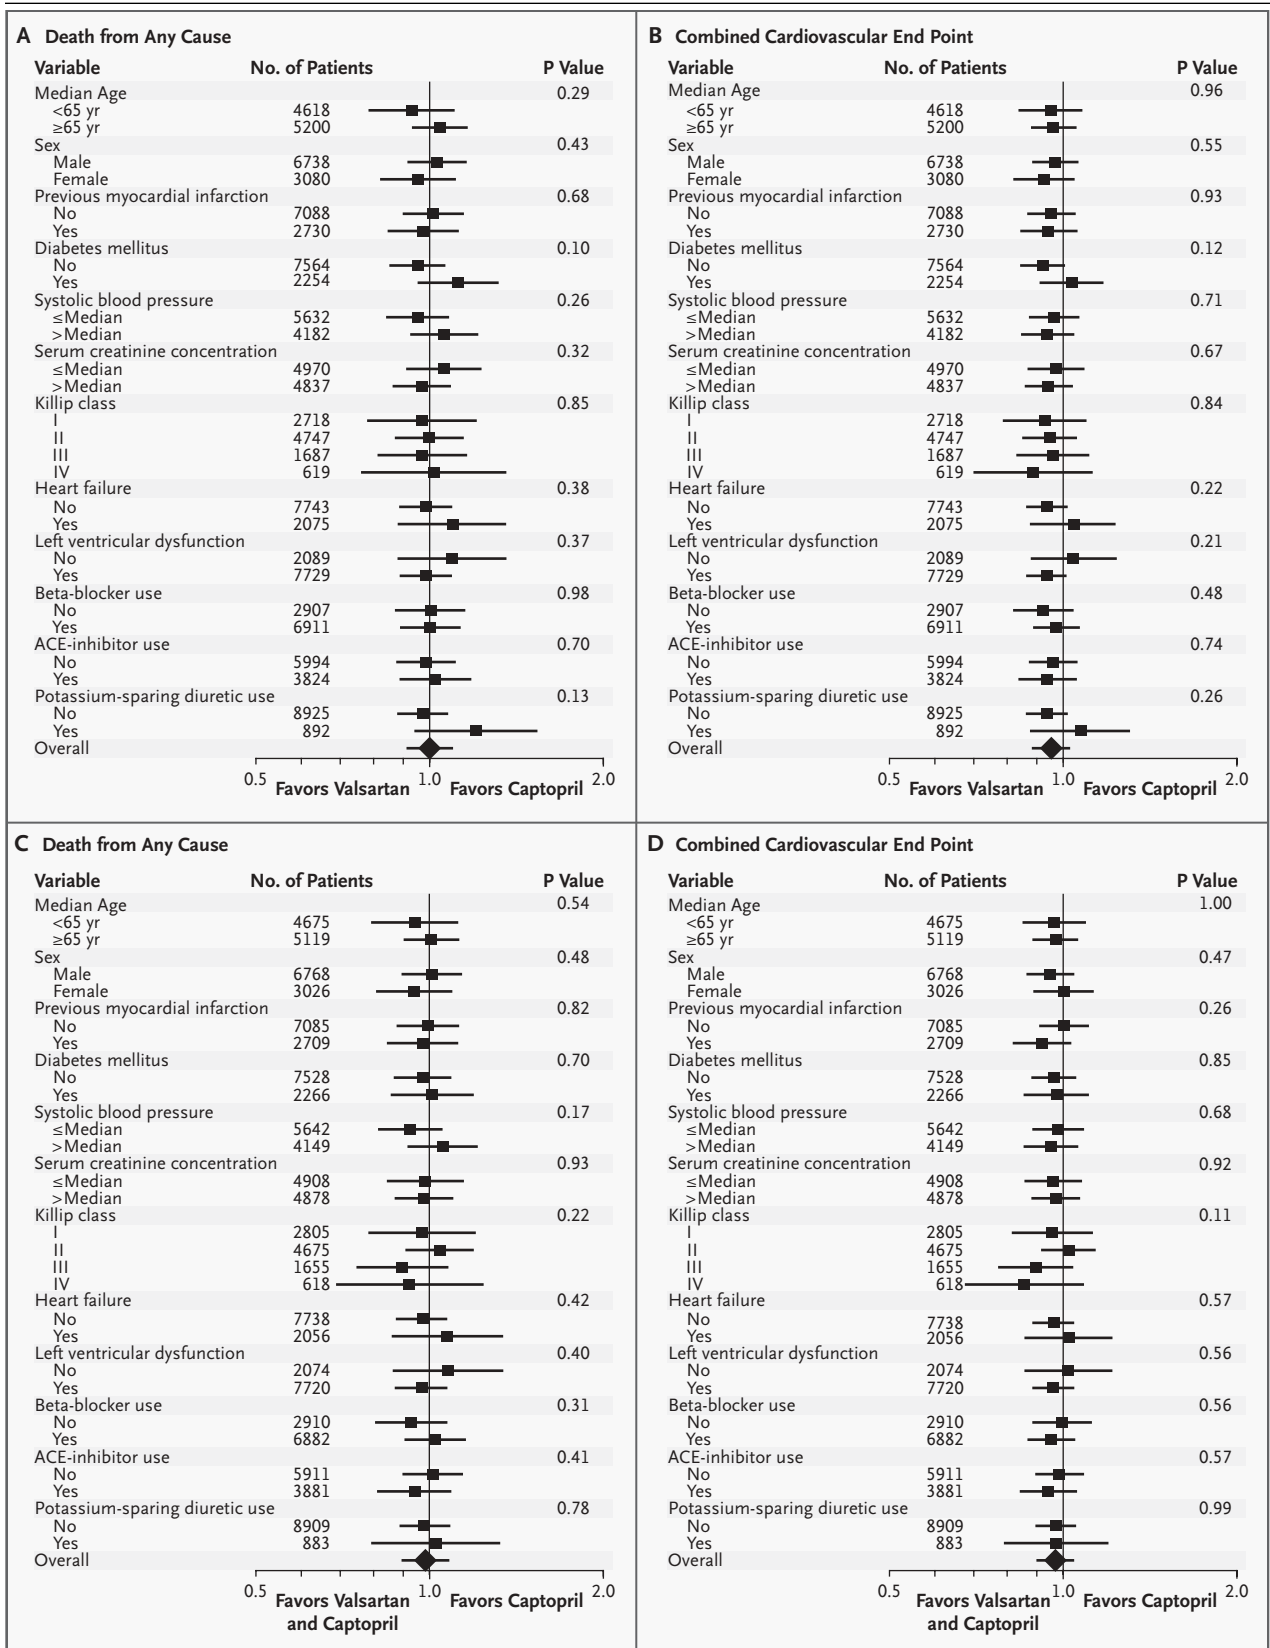 A Death from Any Cause
Variable No. of Patients P Value
Median Age 0.29
<65 yr 4618
≥65 yr 5200
Sex 0.43
Male 6738
Female 3080
Previous myocardial infarction 0.68
No 7088
Yes 2730
Diabetes mellitus 0.10
No 7564
Yes 2254
Systolic blood pressure 0.26
≤Median 5632
>Median 4182
Serum creatinine concentration 0.32
≤Median 4970
>Median 4837
Killip class 0.85
I 2718
II 4747
III 1687
IV 619
Heart failure 0.38
No 7743
Yes 2075
Left ventricular dysfunction 0.37
No 2089
Yes 7729
Beta-blocker use 0.98
No 2907
Yes 6911
ACE-inhibitor use 0.70
No 5994
Yes 3824
Potassium-sparing diuretic use 0.13
No 8925
Yes 892
Overall
0.5 1.0 2.0
Favors Valsartan Favors Captopril
B Combined Cardiovascular End Point
Variable No. of Patients P Value
Median Age 0.96
<65 yr 4618
≥65 yr 5200
Sex 0.55
Male 6738
Female 3080
Previous myocardial infarction 0.93
No 7088
Yes 2730
Diabetes mellitus 0.12
No 7564
Yes 2254
Systolic blood pressure 0.71
≤Median 5632
>Median 4182
Serum creatinine concentration 0.67
≤Median 4970
>Median 4837
Killip class 0.84
I 2718
II 4747
III 1687
IV 619
Heart failure 0.22
No 7743
Yes 2075
Left ventricular dysfunction 0.21
No 2089
Yes 7729
Beta-blocker use 0.48
No 2907
Yes 6911
ACE-inhibitor use 0.74
No 5994
Yes 3824
Potassium-sparing diuretic use 0.26
No 8925
Yes 892
Overall
0.5 1.0 2.0
Favors Valsartan Favors Captopril
C Death from Any Cause
Variable No. of Patients P Value
Median Age 0.54
<65 yr 4675
≥65 yr 5119
Sex 0.48
Male 6768
Female 3026
Previous myocardial infarction 0.82
No 7085
Yes 2709
Diabetes mellitus 0.70
No 7528
Yes 2266
Systolic blood pressure 0.17
≤Median 5642
>Median 4149
Serum creatinine concentration 0.93
≤Median 4908
>Median 4878
Killip class 0.22
I 2805
II 4675
III 1655
IV 618
Heart failure 0.42
No 7738
Yes 2056
Left ventricular dysfunction 0.40
No 2074
Yes 7720
Beta-blocker use 0.31
No 2910
Yes 6882
ACE-inhibitor use 0.41
No 5911
Yes 3881
Potassium-sparing diuretic use 0.78
No 8909
Yes 883
Overall
0.5 1.0 2.0
Favors Valsartan Favors Captopril
and Captopril
D Combined Cardiovascular End Point
Variable No. of Patients P Value
Median Age 1.00
<65 yr 4675
≥65 yr 5119
Sex 0.47
Male 6768
Female 3026
Previous myocardial infarction 0.26
No 7085
Yes 2709
Diabetes mellitus 0.85
No 7528
Yes 2266
Systolic blood pressure 0.68
≤Median 5642
>Median 4149
Serum creatinine concentration 0.92
≤Median 4908
>Median 4878
Killip class 0.11
I 2805
II 4675
III 1655
IV 618
Heart failure 0.57
No 7738
Yes 2056
Left ventricular dysfunction 0.56
No 2074
Yes 7720
Beta-blocker use 0.56
No 2910
Yes 6882
ACE-inhibitor use 0.57
No 5911
Yes 3881
Potassium-sparing diuretic use 0.99
No 8909
Yes 883
Overall
0.5 1.0 2.0
Favors Valsartan Favors Captopril
and Captopril